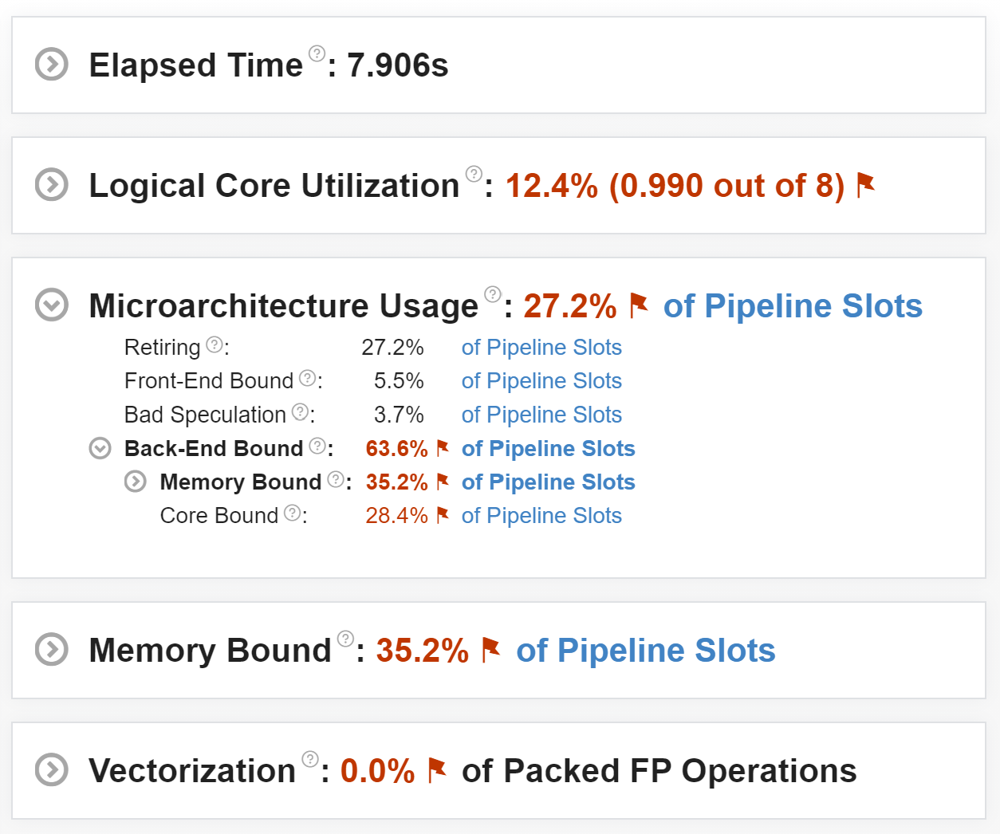 Elapsed Time ?: 7.906s
Logical Core Utilization ?: 12.4% (0.990 out of 8)
Microarchitecture Usage ?: 27.2% of Pipeline Slots
Retiring ?: 27.2% of Pipeline Slots
Front-End Bound ?: 5.5% of Pipeline Slots
Bad Speculation ?: 3.7% of Pipeline Slots
Back-End Bound ?: 63.6% of Pipeline Slots
Memory Bound ?: 35.2% of Pipeline Slots
Core Bound ?: 28.4% of Pipeline Slots
Memory Bound ?: 35.2% of Pipeline Slots
Vectorization ?: 0.0% of Packed FP Operations